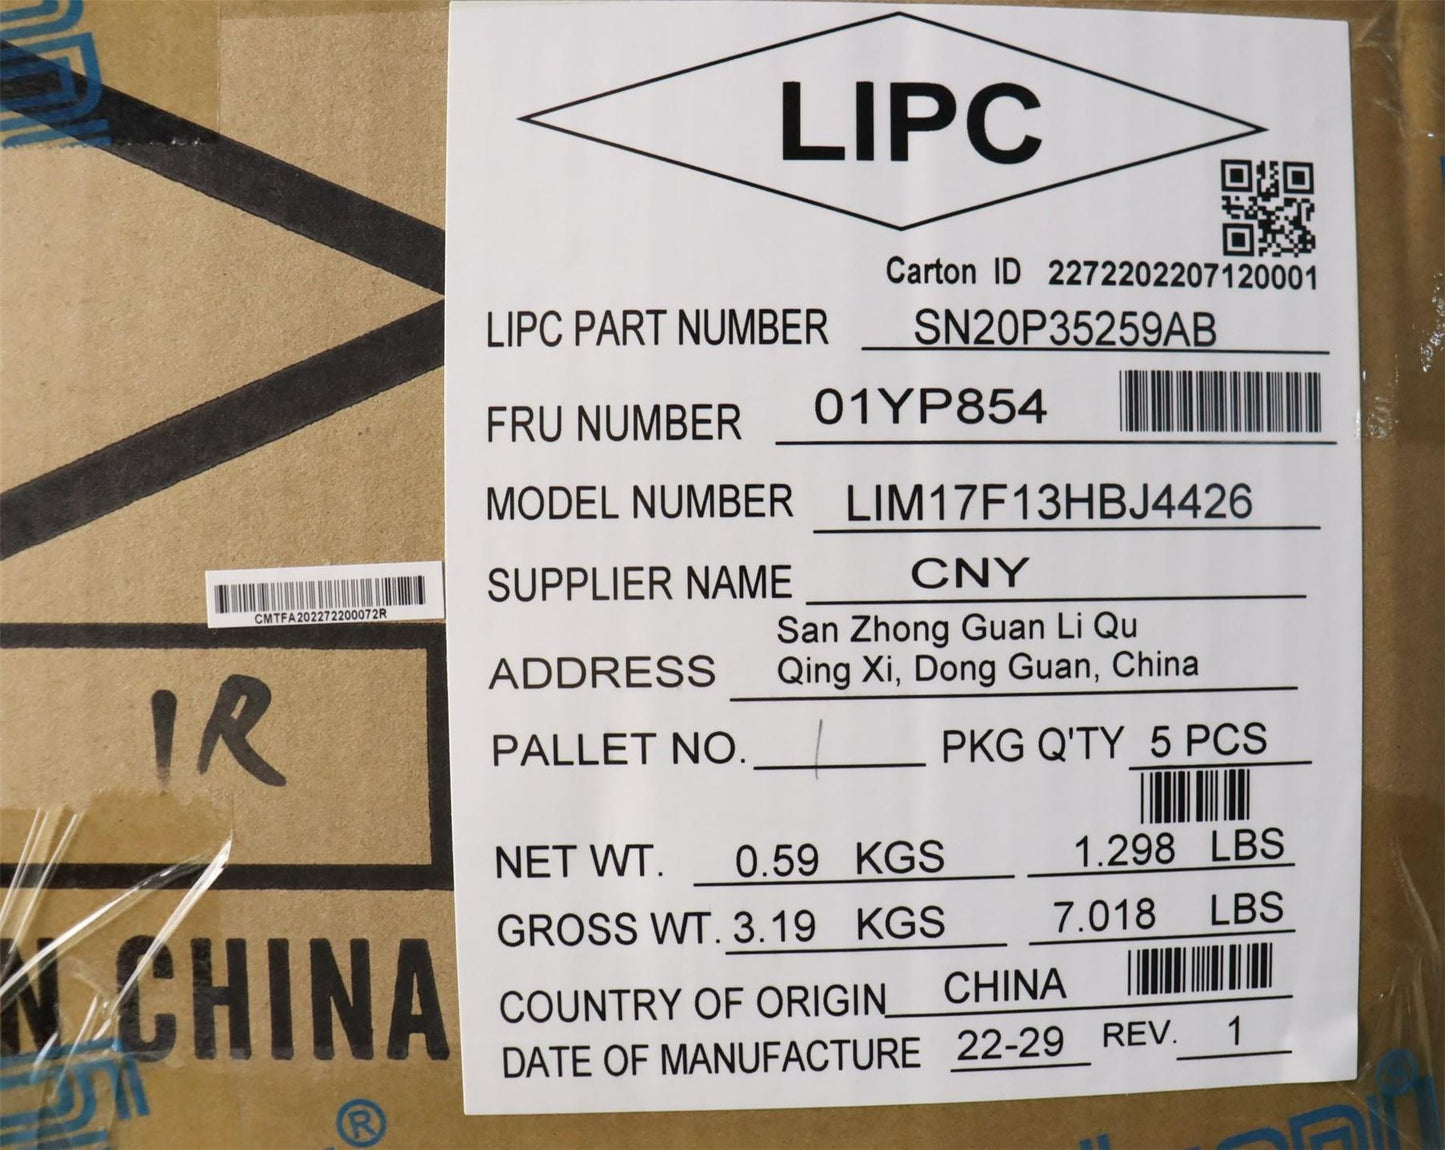 LIPC
Carton ID 2272202207120001
LIPC PART NUMBER SN20P35259AB
FRU NUMBER 01YP854
MODEL NUMBER LIM17F13HBJ4426
SUPPLIER NAME CNY
San Zhong Guan Li Qu
ADDRESS Qing Xi, Dong Guan, China
PALLET NO. 1 PKG Q'TY 5 PCS
NET WT. 0.59 KGS 1.298 LBS
GROSS WT. 3.19 KGS 7.018 LBS
COUNTRY OF ORIGIN CHINA
DATE OF MANUFACTURE 22-29 REV. 1
CMTFA202272200072R
1R
N CHINA
®